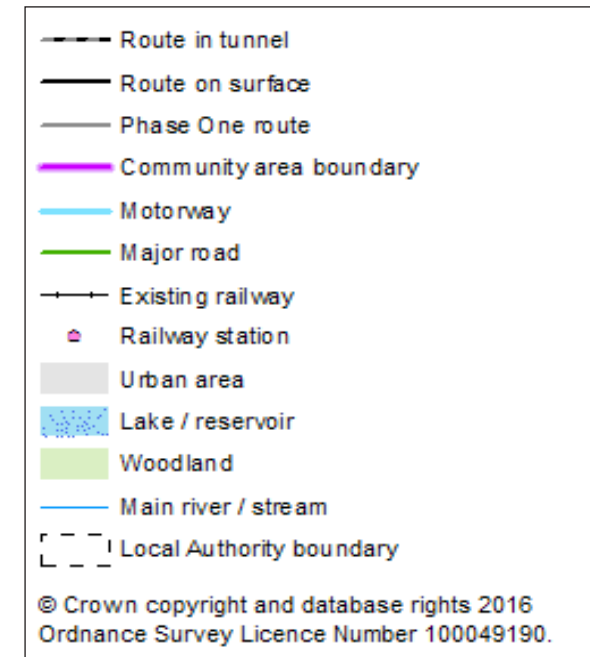 Route in tunnel
Route on surface
Phase One route
Community area boundary
Motorway
Major road
Existing railway
Railway station
Urban area
Lake / reservoir
Woodland
Main river / stream
Local Authority boundary
© Crown copyright and database rights 2016
Ordnance Survey Licence Number 100049190.